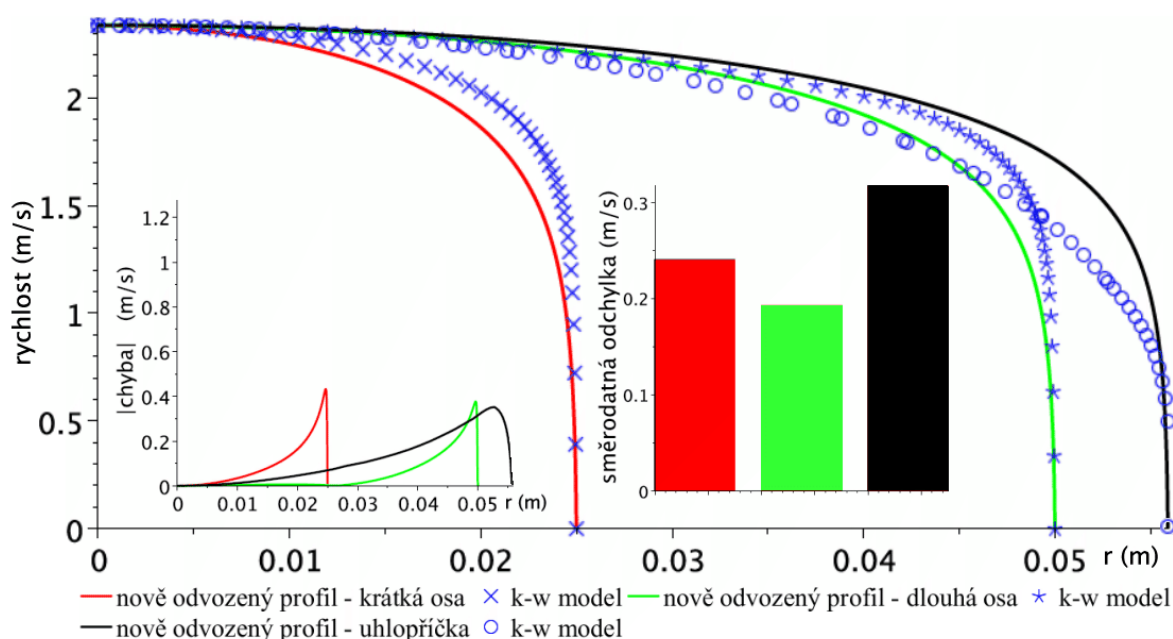 rychlost (m/s)
2
1.5
1
0.5
0
|chyba| (m/s)
1.2
1
0.8
0.6
0.4
0.2
0
0 0.01 0.02 0.03 0.04 0.05 r (m)
směrodatná odchylka (m/s)
0.3
0.2
0.1
0
0 0.01 0.02 0.03 0.04 0.05 r (m)
nově odvozený profil - krátká osa k-w model nově odvozený profil - dlouhá osa k-w model
nově odvozený profil - uhlopříčka k-w model